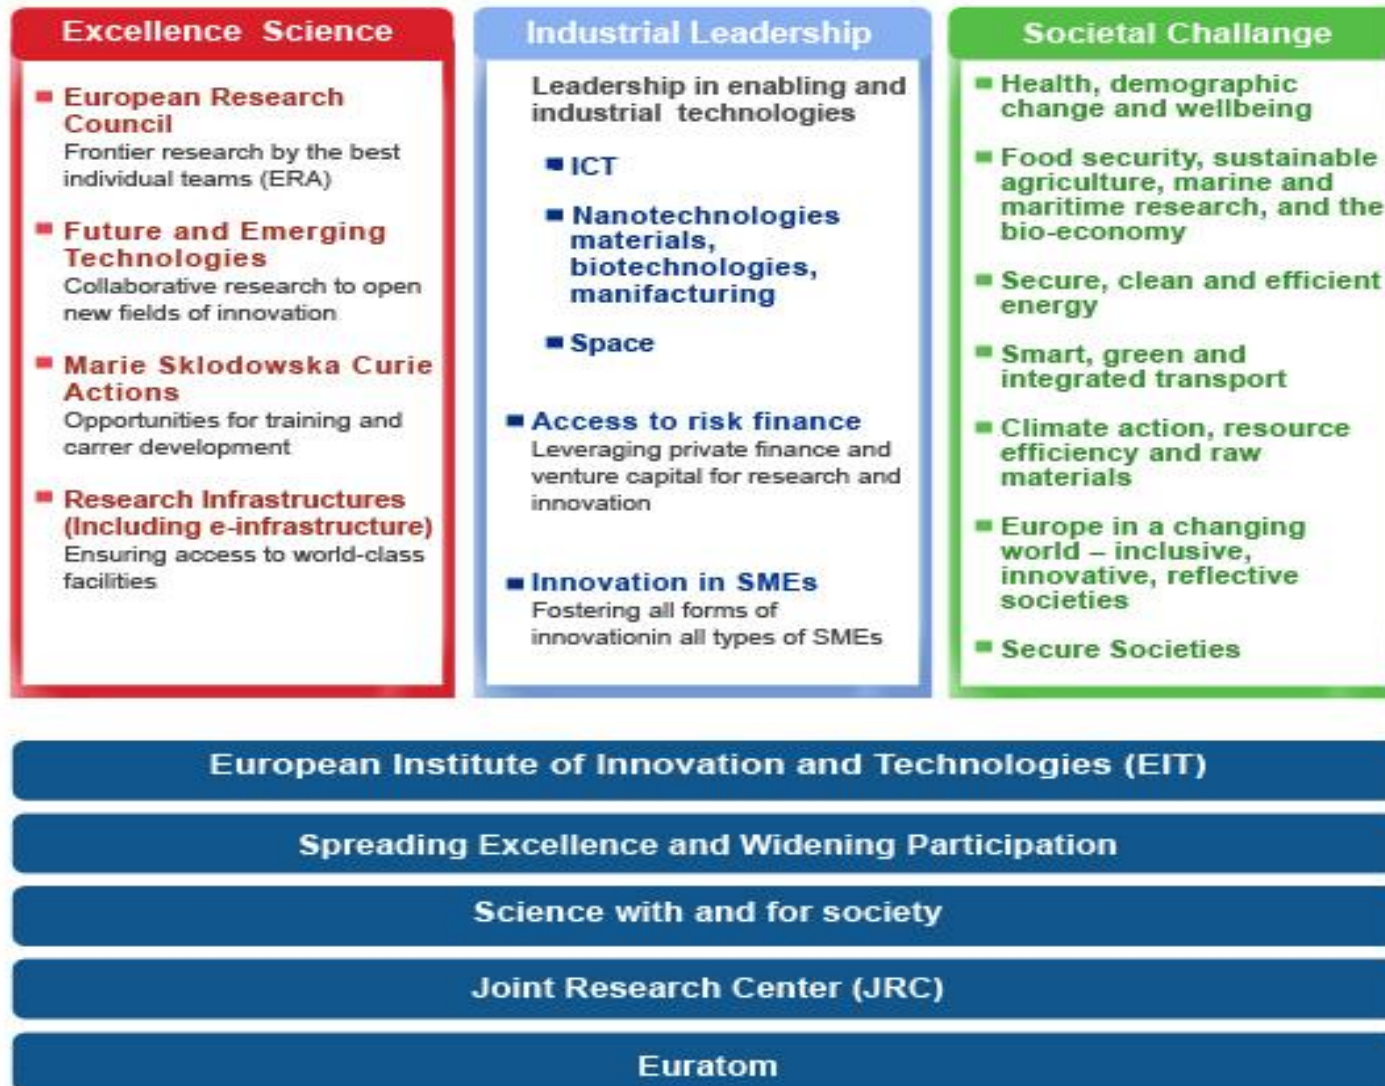 Excellence Science
European Research
Council
Frontier research by the best
individual teams (ERA)
Future and Emerging
Technologies
Collaborative research to open
new fields of innovation
Marie Sklodowska Curie
Actions
Opportunities for training and
carrer development
Research Infrastructures
(Including e-infrastructure)
Ensuring access to world-class
facilities
Industrial Leadership
Leadership in enabling and
industrial technologies
ICT
Nanotechnologies
materials,
biotechnologies,
manifacturing
Space
Access to risk finance
Leveraging private finance and
venture capital for research and
innovation
Innovation in SMEs
Fostering all forms of
innovationin all types of SMEs
Societal Challange
Health, demographic
change and wellbeing
Food security, sustainable
agriculture, marine and
maritime research, and the
bio-economy
Secure, clean and efficient
energy
Smart, green and
integrated transport
Climate action, resource
efficiency and raw
materials
Europe in a changing
world – inclusive,
innovative, reflective
societies
Secure Societies
European Institute of Innovation and Technologies (EIT)
Spreading Excellence and Widening Participation
Science with and for society
Joint Research Center (JRC)
Euratom